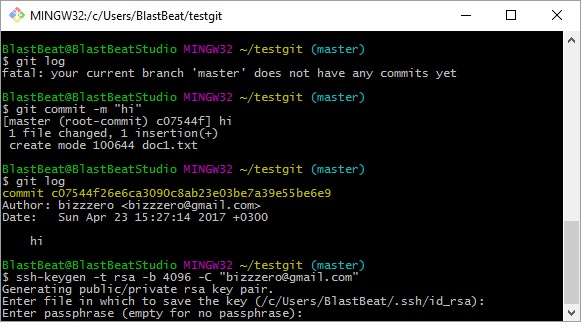 MINGW32:/c/Users/BlastBeat/testgit
BlastBeat@BlastBeatStudio MINGW32 ~/testgit (master)
$ git log
fatal: your current branch 'master' does not have any commits yet
BlastBeat@BlastBeatStudio MINGW32 ~/testgit (master)
$ git commit -m "hi"
[master (root-commit) c07544f] hi
 1 file changed, 1 insertion(+)
 create mode 100644 doc1.txt
BlastBeat@BlastBeatStudio MINGW32 ~/testgit (master)
$ git log
commit c07544f26e6ca3090c8ab23e03be7a39e55be6e9
Author: bizzzero <bizzzero@gmail.com>
Date:   Sun Apr 23 15:27:14 2017 +0300
    hi
BlastBeat@BlastBeatStudio MINGW32 ~/testgit (master)
$ ssh-keygen -t rsa -b 4096 -C "bizzzero@gmail.com"
Generating public/private rsa key pair.
Enter file in which to save the key (/c/Users/BlastBeat/.ssh/id_rsa):
Enter passphrase (empty for no passphrase):